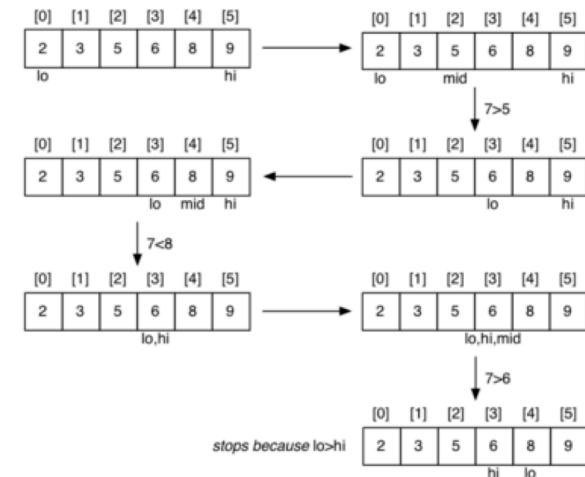 [0] [1] [2] [3] [4] [5]
2 3 5 6 8 9
lo hi
[0] [1] [2] [3] [4] [5]
2 3 5 6 8 9
lo mid hi
7>5
[0] [1] [2] [3] [4] [5]
2 3 5 6 8 9
lo hi
[0] [1] [2] [3] [4] [5]
2 3 5 6 8 9
lo mid hi
7<8
[0] [1] [2] [3] [4] [5]
2 3 5 6 8 9
lo,hi
[0] [1] [2] [3] [4] [5]
2 3 5 6 8 9
lo,hi,mid
7>6
[0] [1] [2] [3] [4] [5]
stops because lo>hi
2 3 5 6 8 9
hi lo